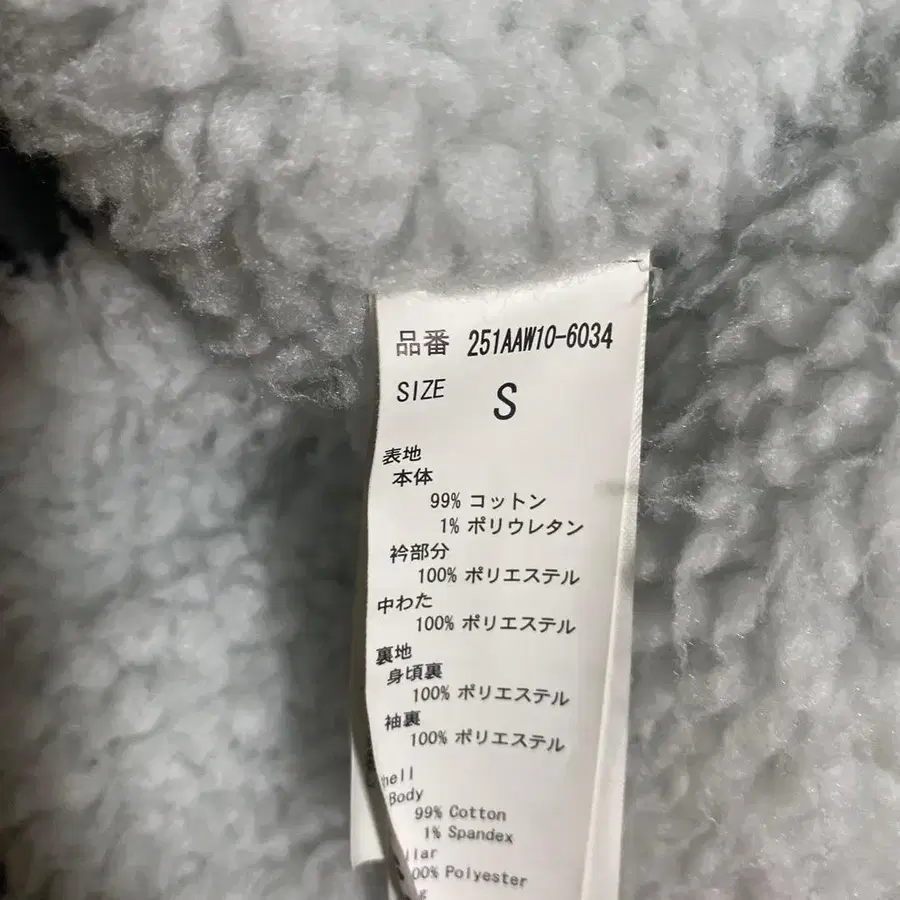 品番 251AAW10-6034
SIZE S
表地
本体
99% コットン
1% ポリウレタン
衿部分
100% ポリエステル
中わた
100% ポリエステル
裏地
身頃裏
100% ポリエステル
袖裏
100% ポリエステル
hell
Body
99% Cotton
1% Spandex
llar
00% Polyester
g